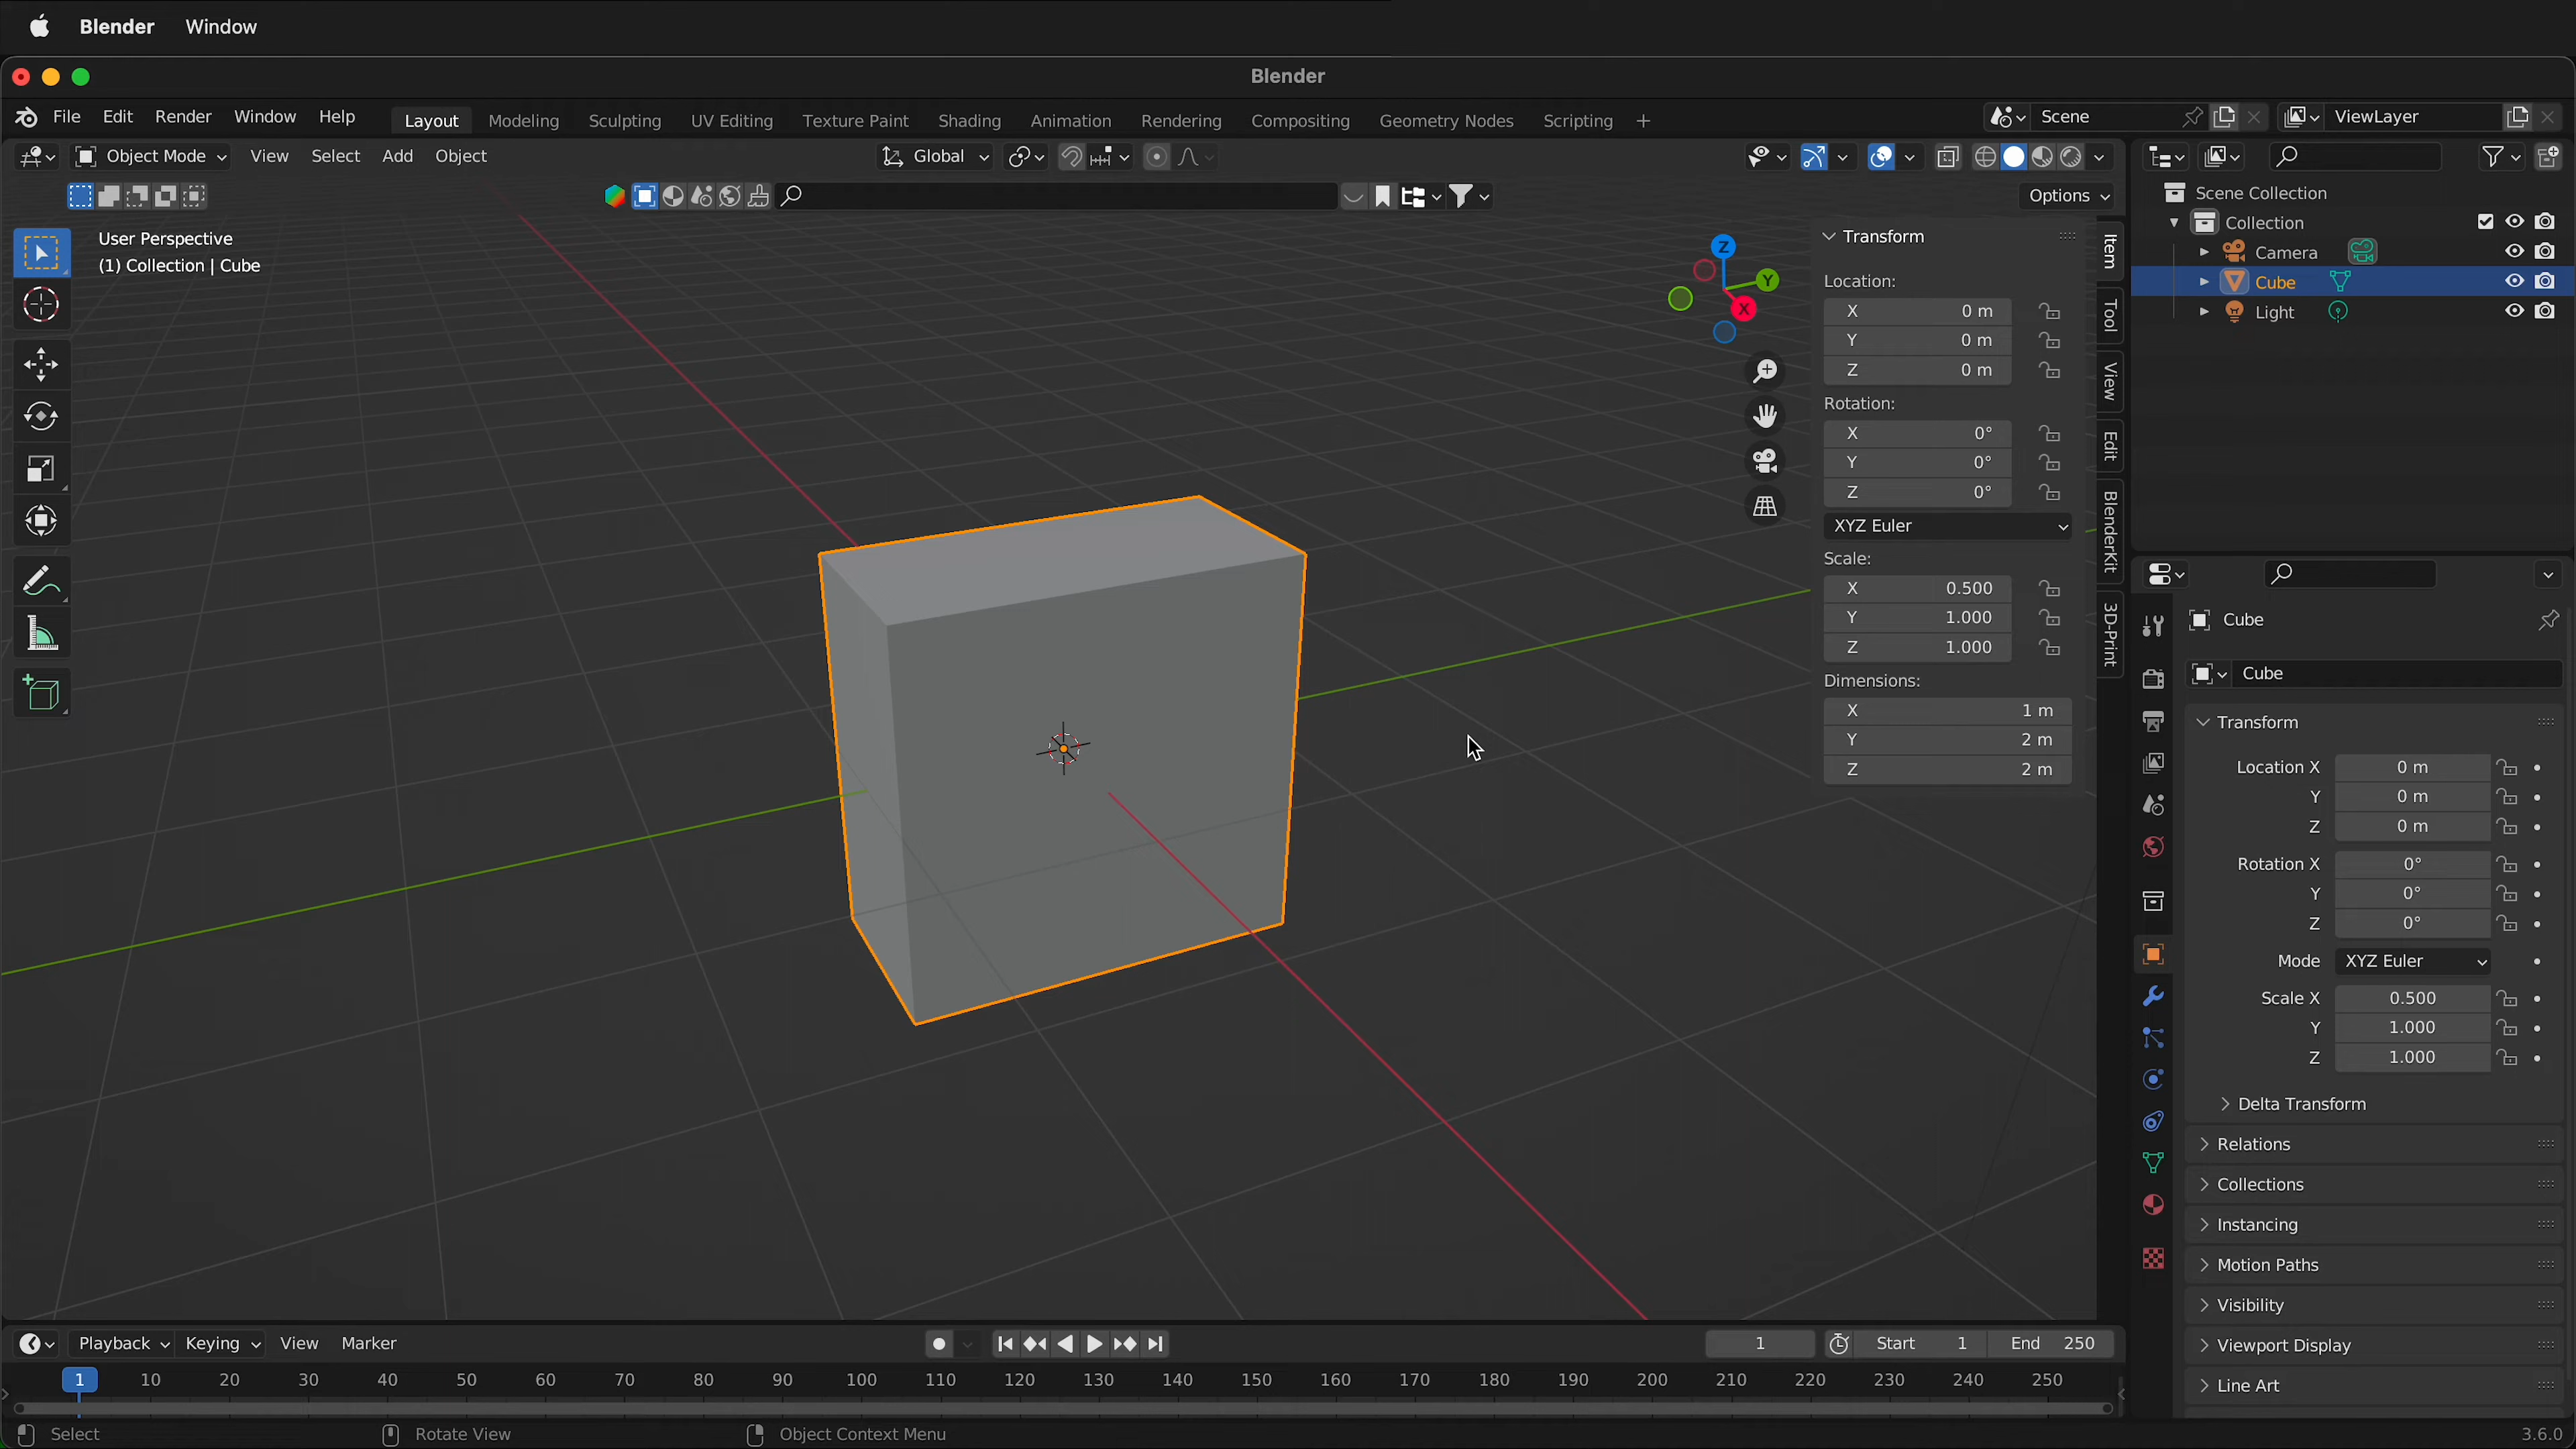 Blender Window
Blender
File Edit Render Window Help Layout Modeling Sculpting UV Editing Texture Paint Shading Animation Rendering Compositing Geometry Nodes Scripting + Scene ViewLayer
Object Mode View Select Add Object Global
Options
User Perspective
(1) Collection | Cube
Z
Y
X
Transform
Location:
X 0 m
Y 0 m
Z 0 m
Rotation:
X 0°
Y 0°
Z 0°
XYZ Euler
Scale:
X 0.500
Y 1.000
Z 1.000
Dimensions:
X 1 m
Y 2 m
Z 2 m
Item
Tool
View
Edit
BlenderKit
3D-Print
Scene Collection
Collection
Camera
Cube
Light
Cube
Cube
Transform
Location X 0 m
Y 0 m
Z 0 m
Rotation X 0°
Y 0°
Z 0°
Mode XYZ Euler
Scale X 0.500
Y 1.000
Z 1.000
Delta Transform
Relations
Collections
Instancing
Motion Paths
Visibility
Viewport Display
Line Art
Playback Keying View Marker 1 Start 1 End 250
1 10 20 30 40 50 60 70 80 90 100 110 120 130 140 150 160 170 180 190 200 210 220 230 240 250
Select Rotate View Object Context Menu 3.6.0